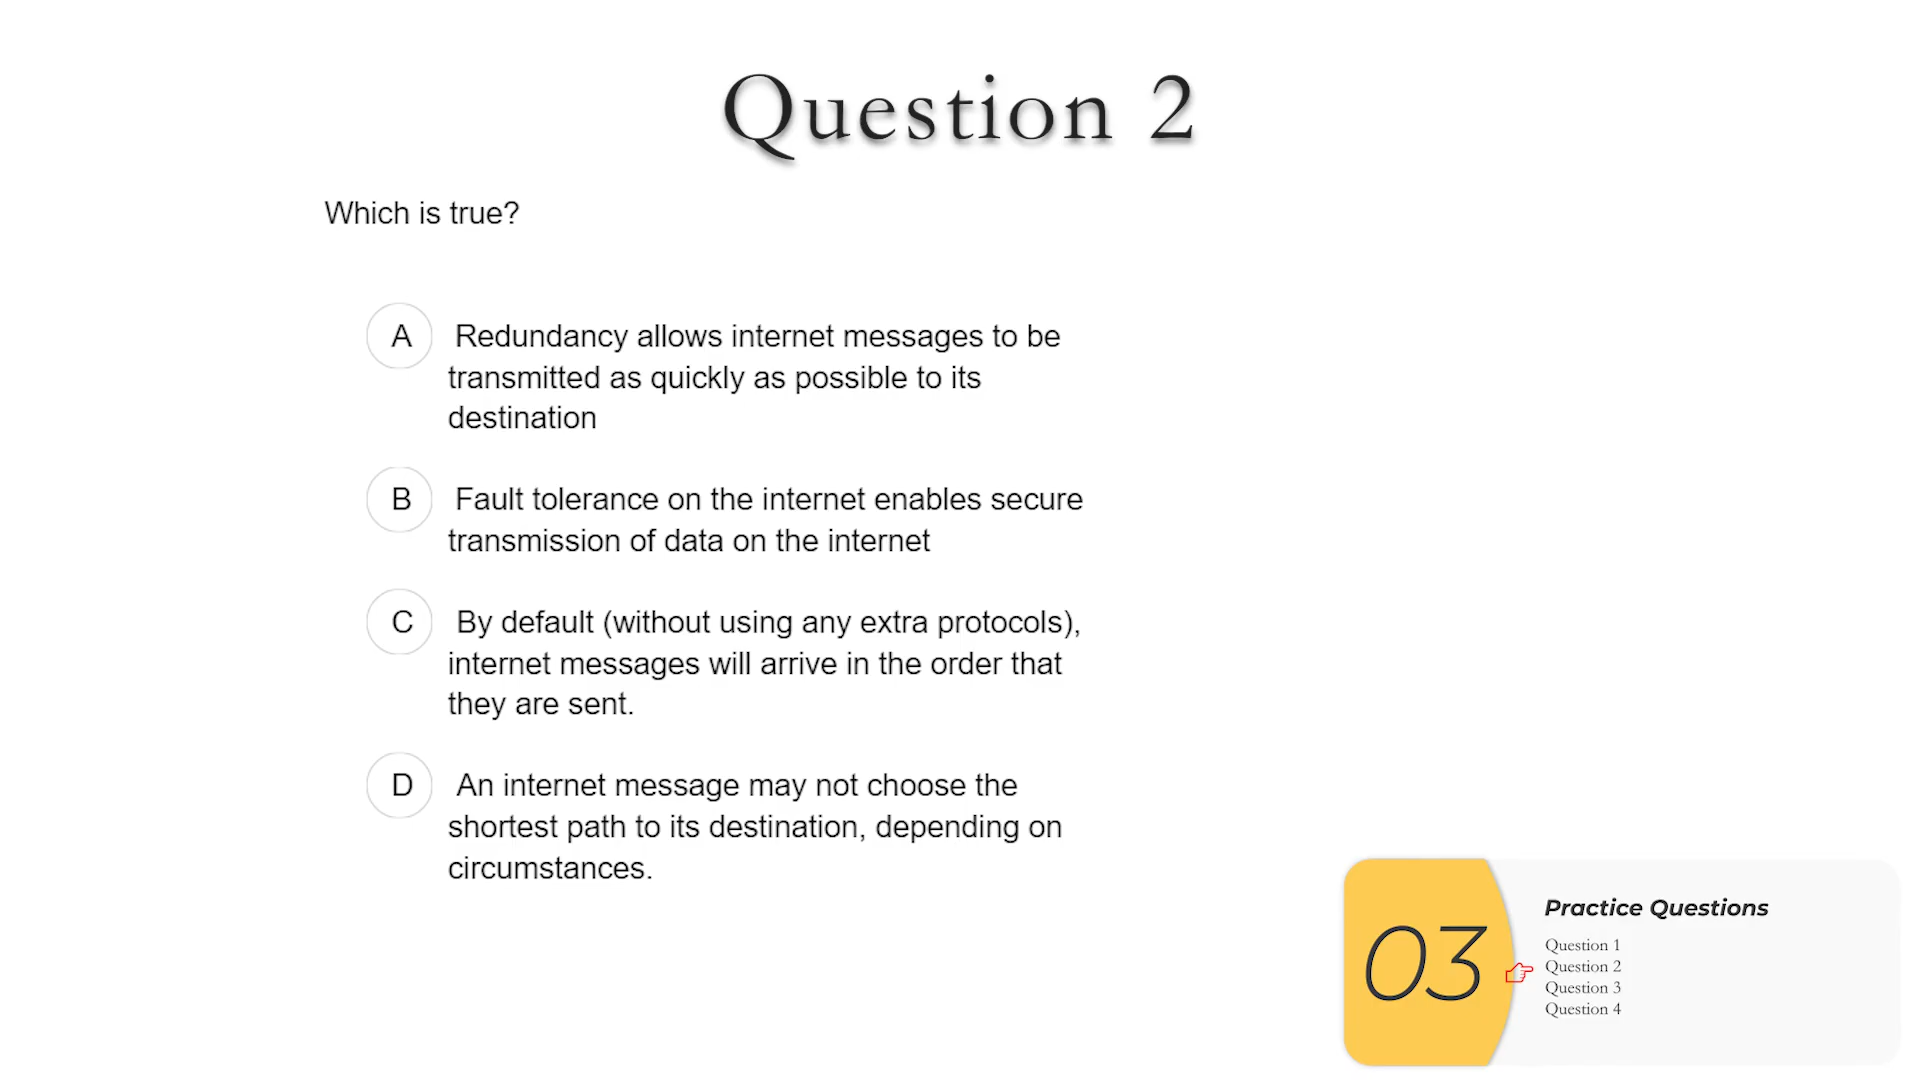 Question 2
Which is true?
A Redundancy allows internet messages to be
transmitted as quickly as possible to its
destination
B Fault tolerance on the internet enables secure
transmission of data on the internet
C By default (without using any extra protocols),
internet messages will arrive in the order that
they are sent.
D An internet message may not choose the
shortest path to its destination, depending on
circumstances.
03
Practice Questions
Question 1
Question 2
Question 3
Question 4